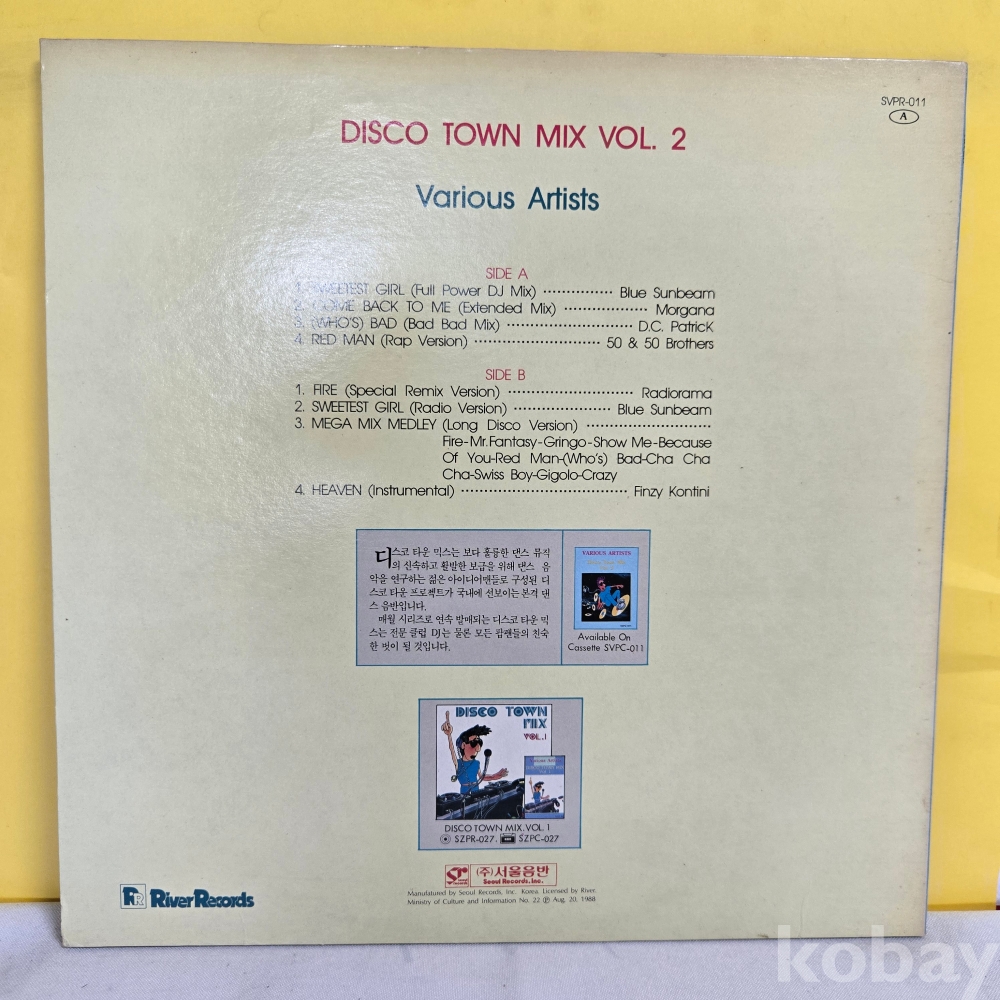 SVPR-011
A
DISCO TOWN MIX VOL. 2
Various Artists
SIDE A
1. SWEETEST GIRL (Full Power DJ Mix) ··············· Blue Sunbeam
2. COME BACK TO ME (Extended Mix) ·················· Morgana
3. (WHO'S) BAD (Bad Bad Mix) ··························· D.C. PatricK
4. RED MAN (Rap Version) ··························· 50 & 50 Brothers
SIDE B
1. FIRE (Special Remix Version) ··························· Radiorama
2. SWEETEST GIRL (Radio Version) ····················· Blue Sunbeam
3. MEGA MIX MEDLEY (Long Disco Version) ···························
Fire-Mr.Fantasy-Gringo-Show Me-Because
Of You-Red Man-(Who's) Bad-Cha Cha
Cha-Swiss Boy-Gigolo-Crazy
4. HEAVEN (Instrumental) ···································· Finzy Kontini
디스코 타운 믹스는 보다 훌륭한 댄스 뮤직
의 신속하고 활발한 보급을 위해 댄스 음
악을 연구하는 젊은 아이디어맨들로 구성된 디
스코 타운 프로젝트가 국내에 선보이는 본격 댄
스 음반입니다.
매월 시리즈로 연속 발매되는 디스코 타운 믹
스는 전문 클럽 DJ는 물론 모든 팝팬들의 친숙
한 벗이 될 것입니다.
VARIOUS ARTISTS
Available On
Cassette SVPC-011
DISCO TOWN
MIX
VOL.1
DISCO TOWN MIX. VOL. 1
SZPR-027. SZPC-027
(주)서울음반
Seoul Records, Inc.
River Records
Manufatured by Seoul Records, Inc. Korea. Licensed by River.
Ministry of Culture and Information No. 22 ℗ Aug. 20, 1988
kobay